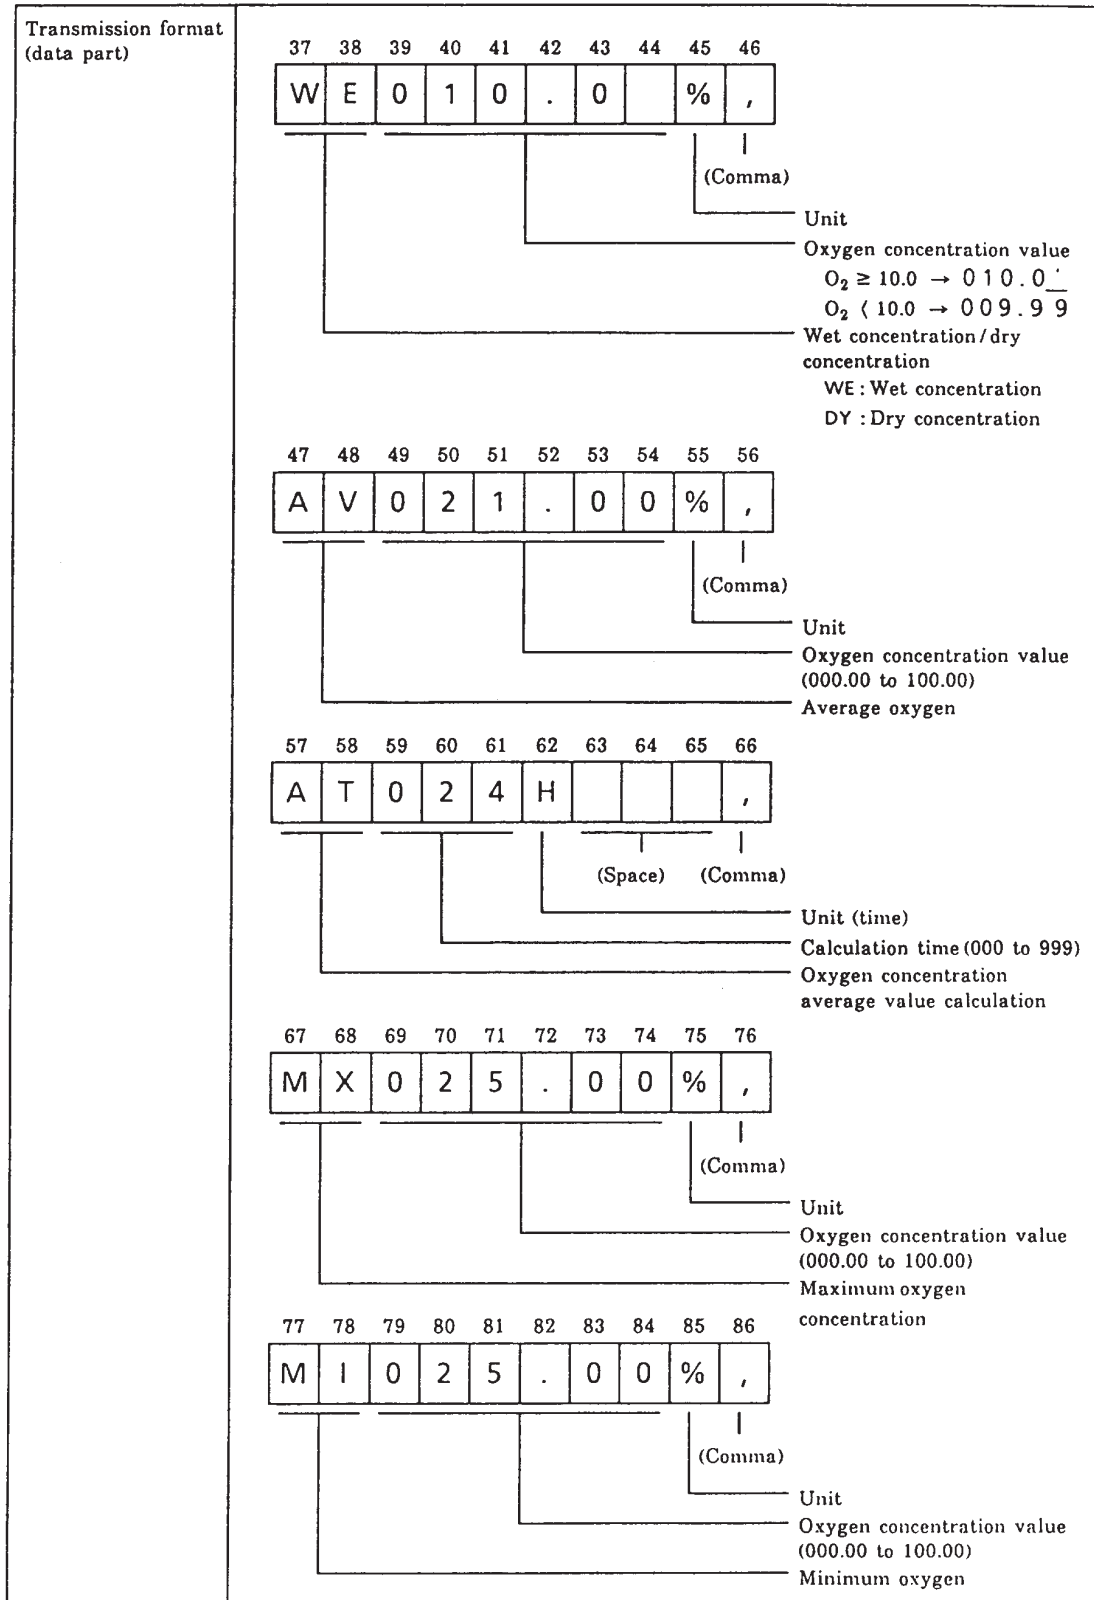 Transmission format
(data part)
37 38 39 40 41 42 43 44 45 46
W E 0 1 0 . 0 % ,
(Comma)
Unit
Oxygen concentration value
O₂ ≥ 10.0 → 0 1 0 . 0 _
O₂ ⟨ 10.0 → 0 0 9 . 9 9
Wet concentration / dry
concentration
WE : Wet concentration
DY : Dry concentration
47 48 49 50 51 52 53 54 55 56
A V 0 2 1 . 0 0 % ,
(Comma)
Unit
Oxygen concentration value
(000.00 to 100.00)
Average oxygen
57 58 59 60 61 62 63 64 65 66
A T 0 2 4 H ,
(Space) (Comma)
Unit (time)
Calculation time (000 to 999)
Oxygen concentration
average value calculation
67 68 69 70 71 72 73 74 75 76
M X 0 2 5 . 0 0 % ,
(Comma)
Unit
Oxygen concentration value
(000.00 to 100.00)
Maximum oxygen
concentration
77 78 79 80 81 82 83 84 85 86
M I 0 2 5 . 0 0 % ,
(Comma)
Unit
Oxygen concentration value
(000.00 to 100.00)
Minimum oxygen